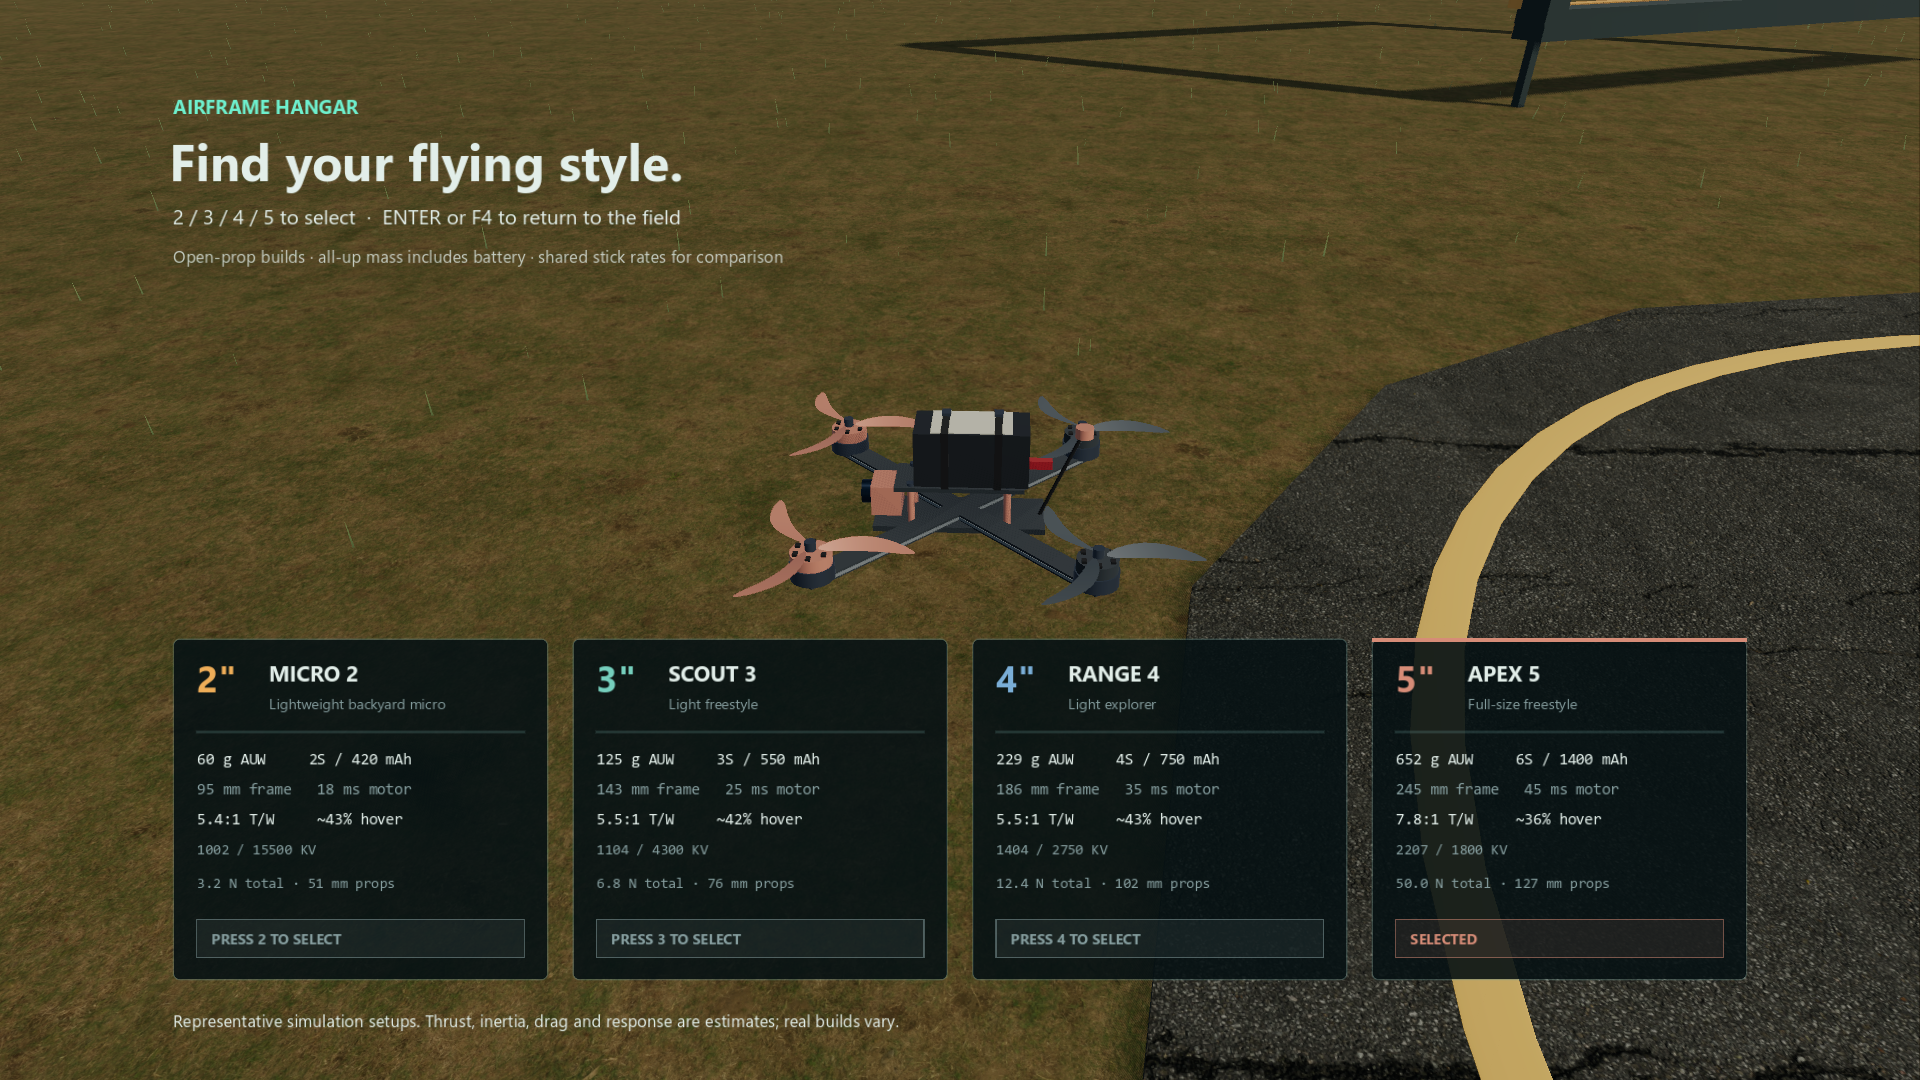 AIRFRAME HANGAR
Find your flying style.
2 / 3 / 4 / 5 to select · ENTER or F4 to return to the field
Open-prop builds · all-up mass includes battery · shared stick rates for comparison
2" MICRO 2
Lightweight backyard micro
60 g AUW 2S / 420 mAh
95 mm frame 18 ms motor
5.4:1 T/W ~43% hover
1002 / 15500 KV
3.2 N total · 51 mm props
PRESS 2 TO SELECT
3" SCOUT 3
Light freestyle
125 g AUW 3S / 550 mAh
143 mm frame 25 ms motor
5.5:1 T/W ~42% hover
1104 / 4300 KV
6.8 N total · 76 mm props
PRESS 3 TO SELECT
4" RANGE 4
Light explorer
229 g AUW 4S / 750 mAh
186 mm frame 35 ms motor
5.5:1 T/W ~43% hover
1404 / 2750 KV
12.4 N total · 102 mm props
PRESS 4 TO SELECT
5" APEX 5
Full-size freestyle
652 g AUW 6S / 1400 mAh
245 mm frame 45 ms motor
7.8:1 T/W ~36% hover
2207 / 1800 KV
50.0 N total · 127 mm props
SELECTED
Representative simulation setups. Thrust, inertia, drag and response are estimates; real builds vary.